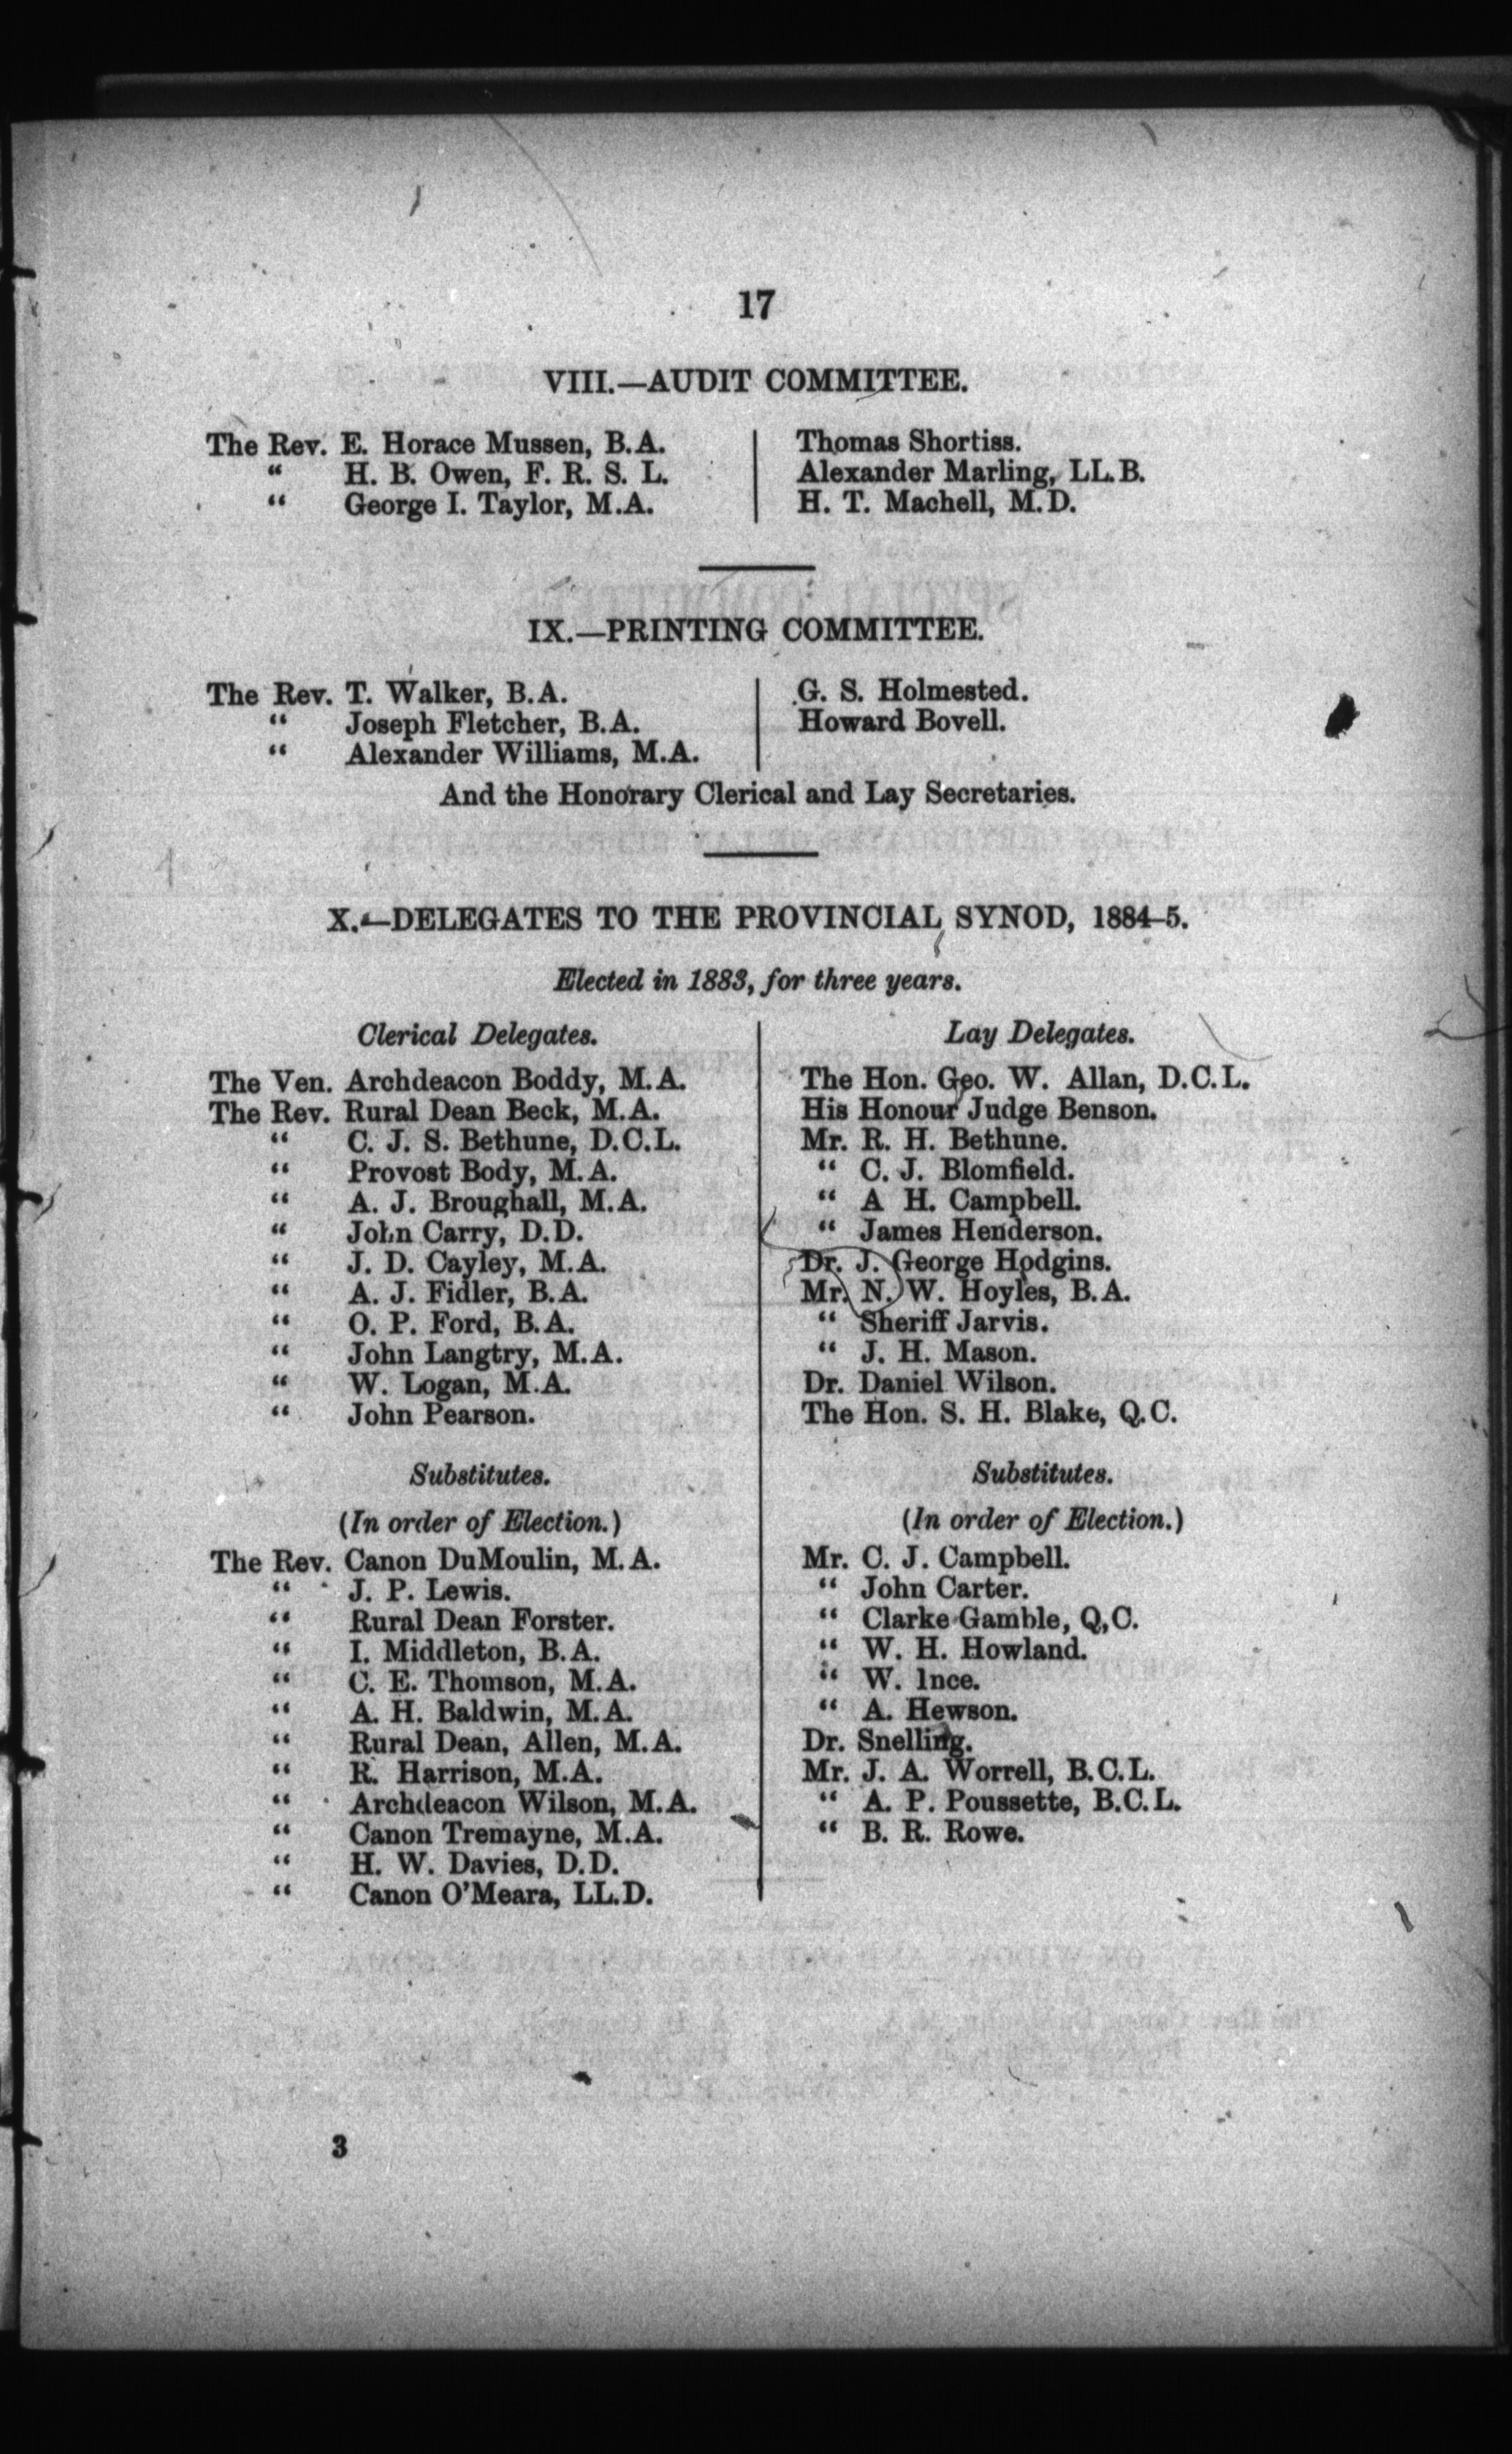 17
VIII.—AUDIT COMMITTEE.
The Rev. E. Horace Mussen, B.A.
“ H. B. Owen, F. R. S. L.
“ George I. Taylor, M.A.
Thomas Shortiss.
Alexander Marling, LL.B.
H. T. Machell, M.D.
IX.—PRINTING COMMITTEE.
The Rev. T. Walker, B.A.
“ Joseph Fletcher, B.A.
“ Alexander Williams, M.A.
G. S. Holmested.
Howard Bovell.
And the Honorary Clerical and Lay Secretaries.
X.—DELEGATES TO THE PROVINCIAL SYNOD, 1884-5.
Elected in 1883, for three years.
Clerical Delegates.
The Ven. Archdeacon Boddy, M.A.
The Rev. Rural Dean Beck, M.A.
“ C. J. S. Bethune, D.C.L.
“ Provost Body, M.A.
“ A. J. Broughall, M.A.
“ John Carry, D.D.
“ J. D. Cayley, M.A.
“ A. J. Fidler, B.A.
“ O. P. Ford, B.A.
“ John Langtry, M.A.
“ W. Logan, M.A.
“ John Pearson.
Substitutes.
(In order of Election.)
The Rev. Canon DuMoulin, M.A.
“ J. P. Lewis.
“ Rural Dean Forster.
“ I. Middleton, B.A.
“ C. E. Thomson, M.A.
“ A. H. Baldwin, M.A.
“ Rural Dean, Allen, M.A.
“ R. Harrison, M.A.
“ Archdeacon Wilson, M.A.
“ Canon Tremayne, M.A.
“ H. W. Davies, D.D.
“ Canon O’Meara, LL.D.
Lay Delegates.
The Hon. Geo. W. Allan, D.C.L.
His Honour Judge Benson.
Mr. R. H. Bethune.
“ C. J. Blomfield.
“ A H. Campbell.
“ James Henderson.
Dr. J. George Hodgins.
Mr. N. W. Hoyles, B.A.
“ Sheriff Jarvis.
“ J. H. Mason.
Dr. Daniel Wilson.
The Hon. S. H. Blake, Q.C.
Substitutes.
(In order of Election.)
Mr. C. J. Campbell.
“ John Carter.
“ Clarke Gamble, Q,C.
“ W. H. Howland.
“ W. Ince.
“ A. Hewson.
Dr. Snelling.
Mr. J. A. Worrell, B.C.L.
“ A. P. Poussette, B.C.L.
“ B. R. Rowe.
3